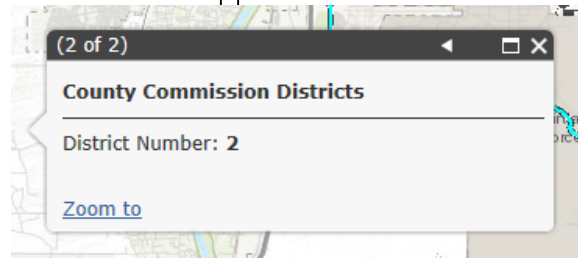 (2 of 2)
County Commission Districts
District Number: 2
Zoom to